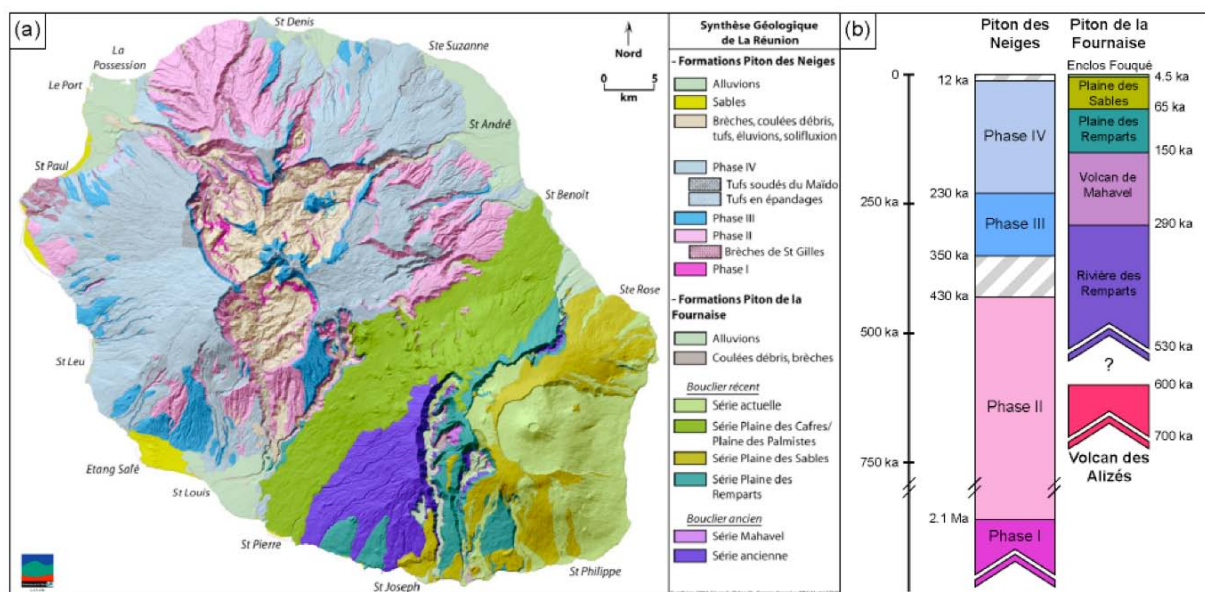 (a)
St Denis
La
Possession
Le Port
Ste Suzanne
Nord
0 5
km
St André
St Paul
St Benoit
Ste Rose
St Leu
Etang Salé
St Louis
St Pierre
St Joseph
St Philippe
Synthèse Géologique
de La Réunion
- Formations Piton des Neiges
Alluvions
Sables
Brèches, coulées débris,
tufs, éluvions, solifluxion
Phase IV
Tufs soudés du Maïdo
Tufs en épandages
Phase III
Phase II
Brèches de St Gilles
Phase I
- Formations Piton de la
Fournaise
Alluvions
Coulées débris, brèches
Bouclier récent
Série actuelle
Série Plaine des Cafres/
Plaine des Palmistes
Série Plaine des Sables
Série Plaine des
Remparts
Bouclier ancien
Série Mahavel
Série ancienne
(b)
Piton des
Neiges
Piton de la
Fournaise
Enclos Fouqué
0
250 ka
500 ka
750 ka
12 ka
Phase IV
230 ka
Phase III
350 ka
430 ka
Phase II
2.1 Ma
Phase I
4.5 ka
Plaine des
Sables
65 ka
Plaine des
Remparts
150 ka
Volcan de
Mahavel
290 ka
Rivière des
Remparts
530 ka
?
600 ka
700 ka
Volcan des
Alizés